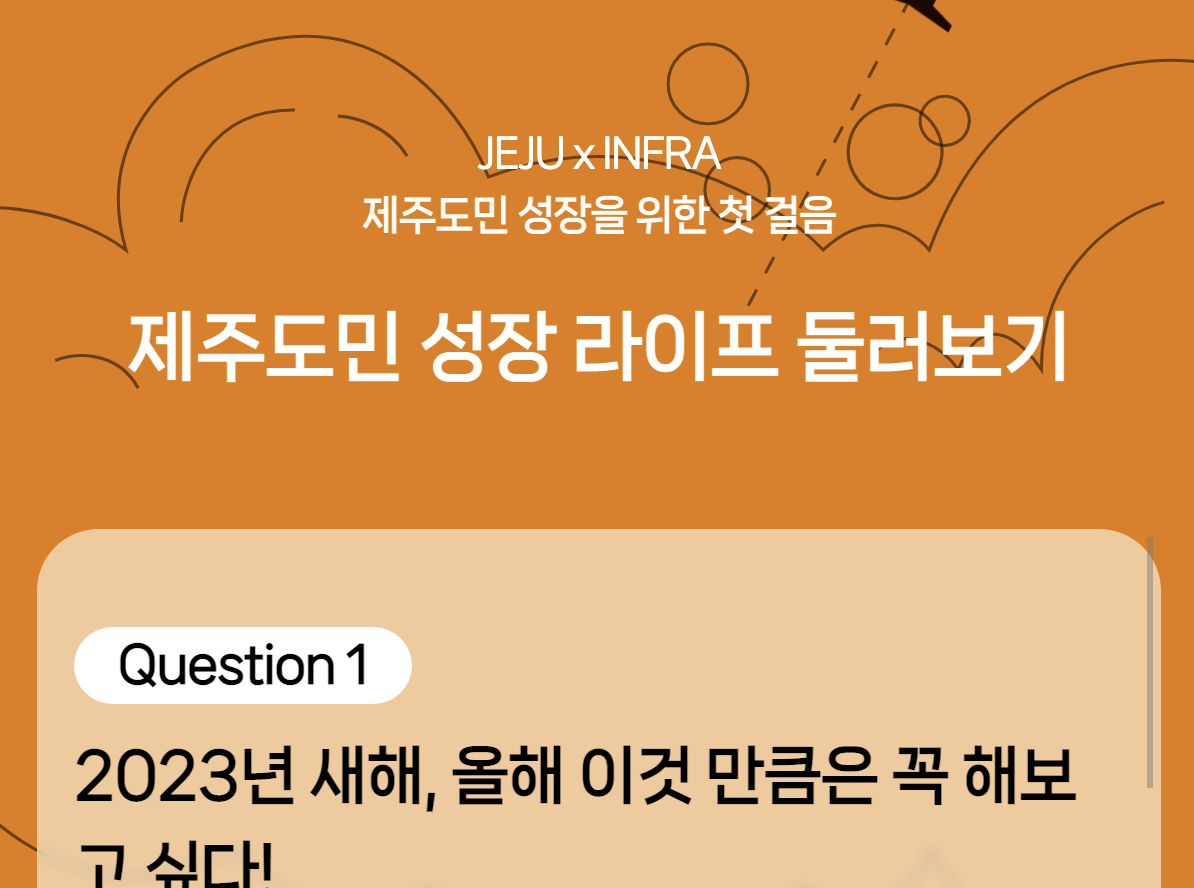 JEJU x INFRA
제주도민 성장을 위한 첫 걸음
제주도민 성장 라이프 둘러보기
Question 1
2023년 새해, 올해 이것 만큼은 꼭 해보
고 싶다!